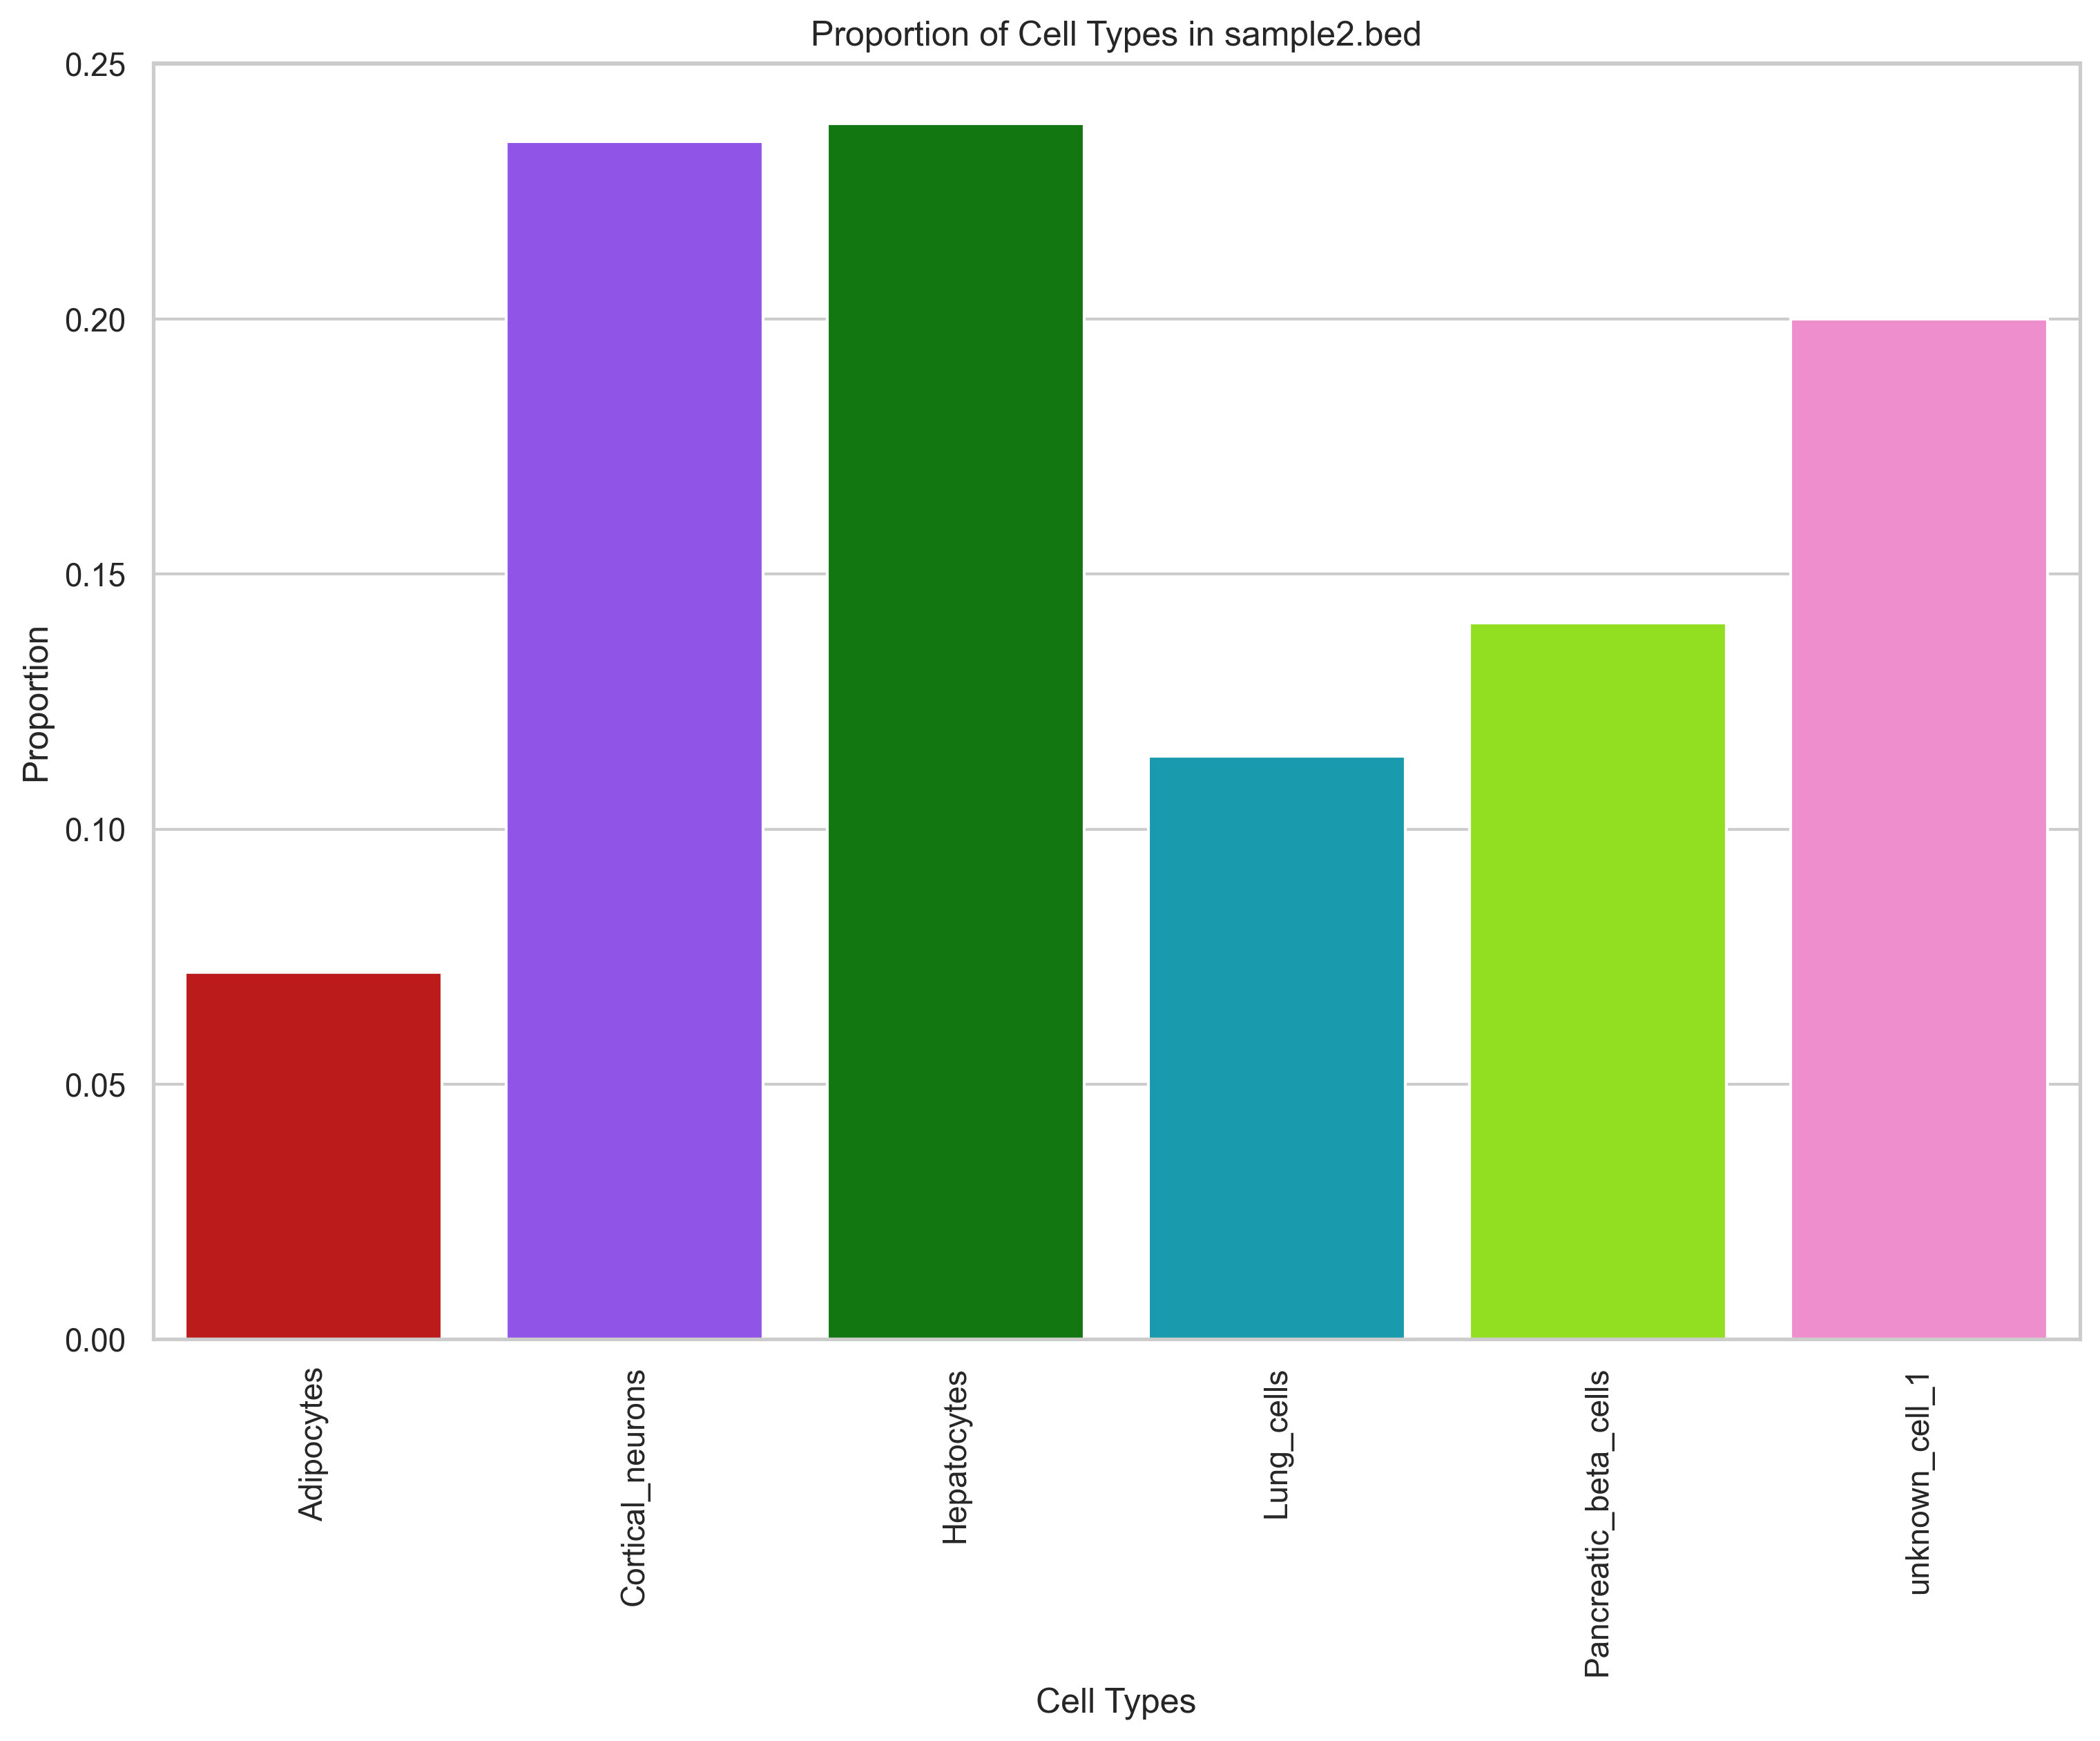 Proportion of Cell Types in sample2.bed
0.25
0.20
0.15
0.10
0.05
0.00
Proportion
Adipocytes
Cortical_neurons
Hepatocytes
Lung_cells
Pancreatic_beta_cells
unknown_cell_1
Cell Types